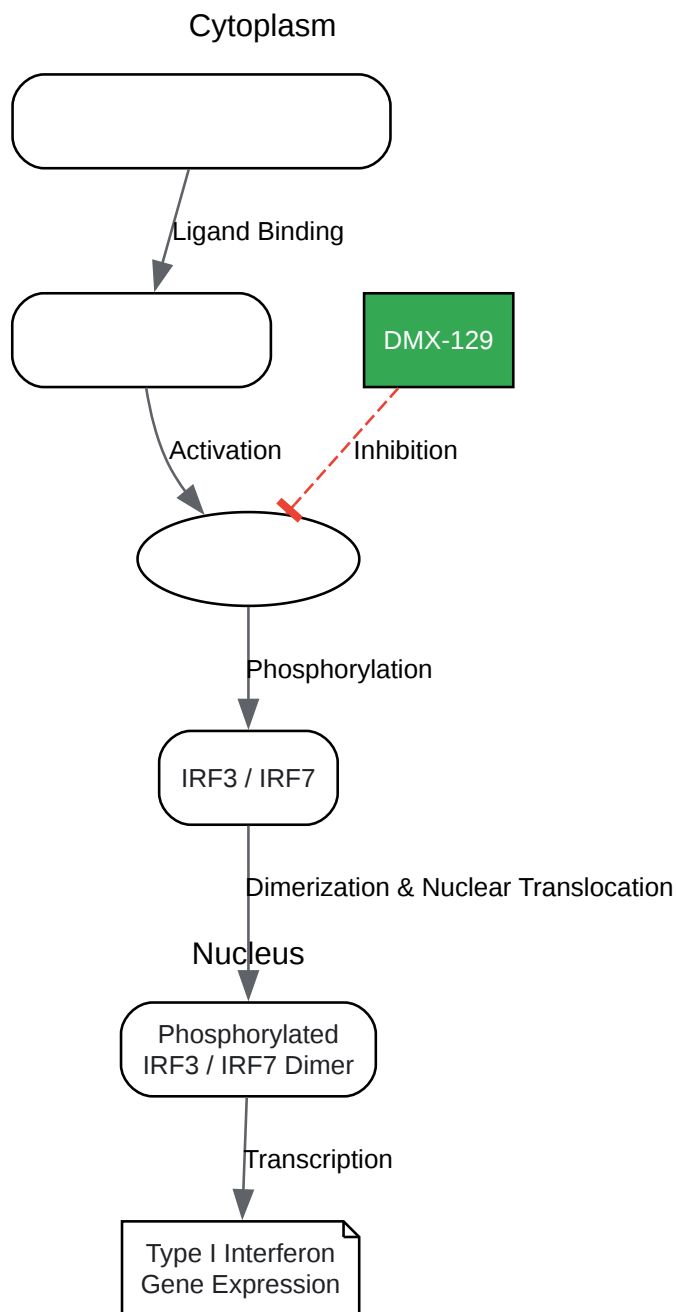 Cytoplasm
Ligand Binding
DMX-129
Activation
Inhibition
Phosphorylation
IRF3 / IRF7
Dimerization & Nuclear Translocation
Nucleus
Phosphorylated
IRF3 / IRF7 Dimer
Transcription
Type I Interferon
Gene Expression